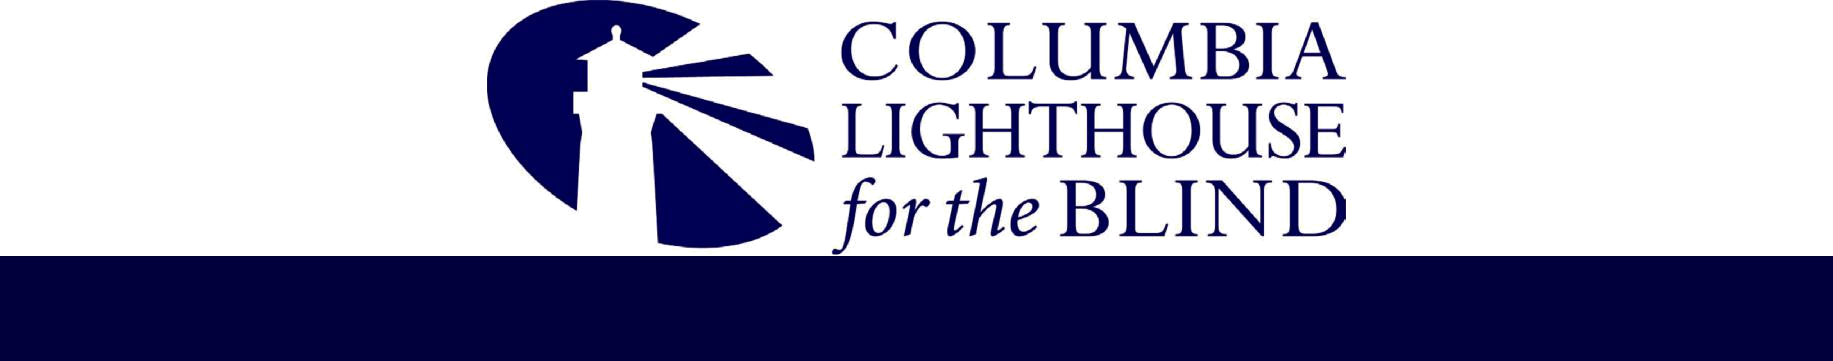 COLUMBIA
LIGHTHOUSE
for the BLIND